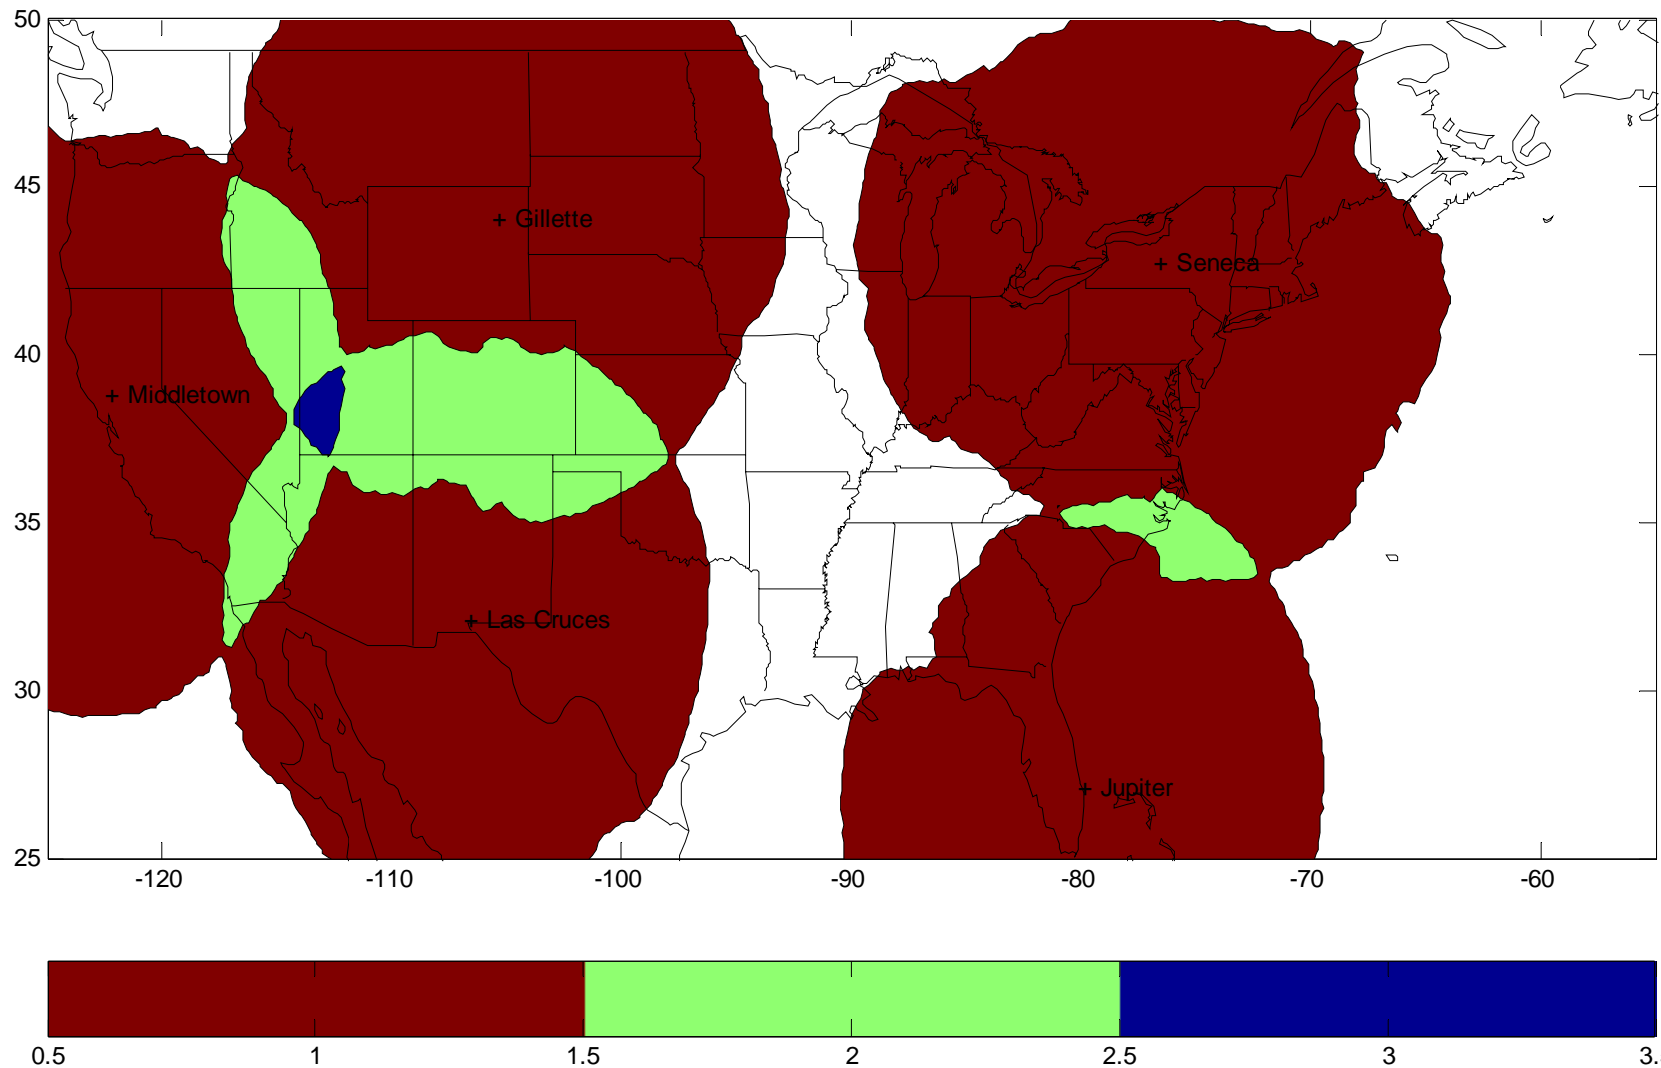 50
45
40
35
30
25
+ Gillette
+ Seneca
+ Middletown
+ Las Cruces
+ Jupiter
-120 -110 -100 -90 -80 -70 -60
0.5 1 1.5 2 2.5 3 3.